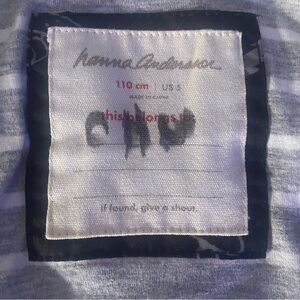 hanna andersson
110 cm | US 5
MADE IN CHINA
this belongs to:
if found, give a shout.